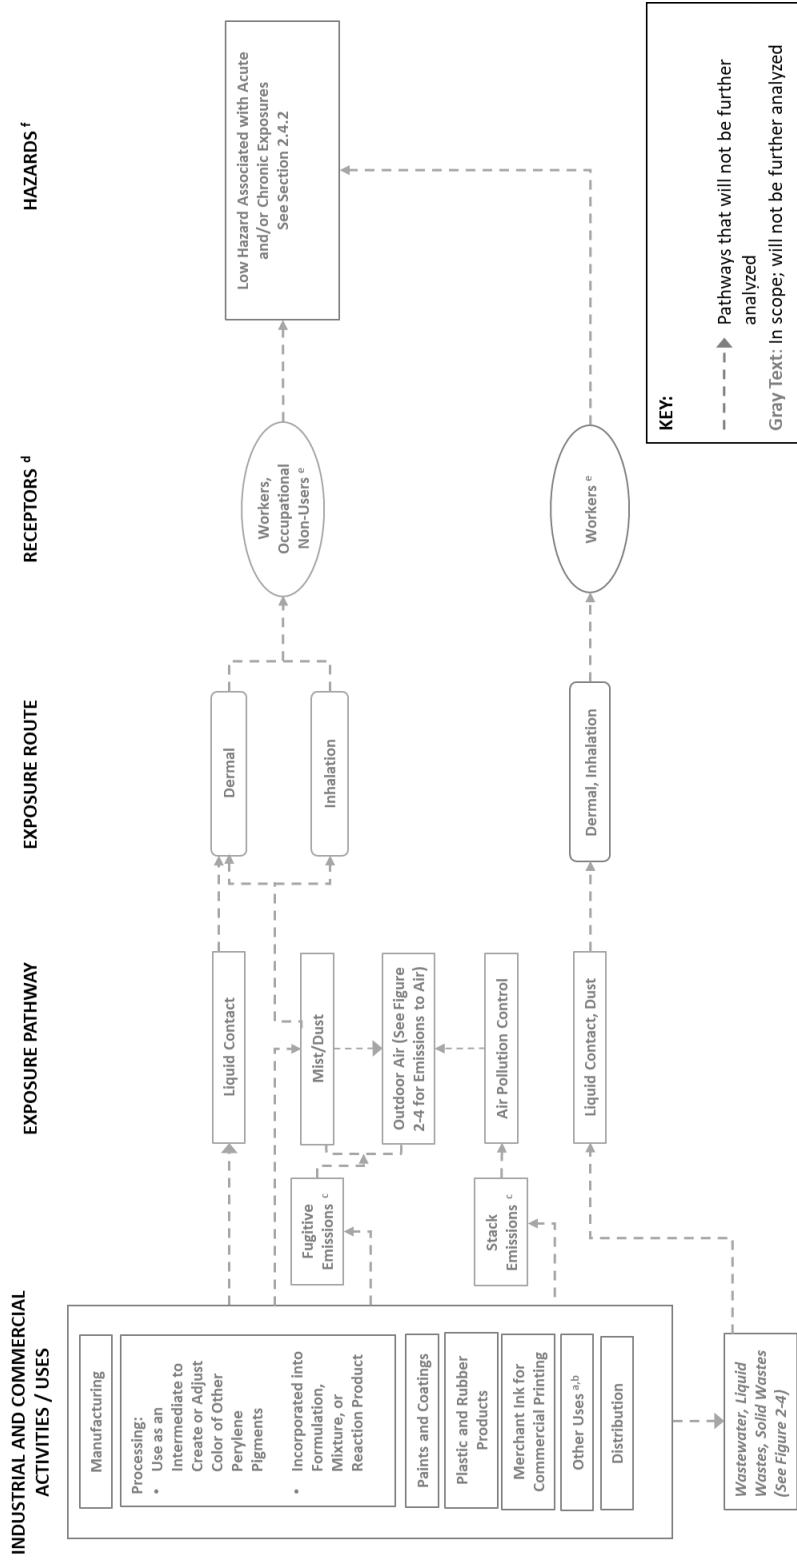 INDUSTRIAL AND COMMERCIAL
ACTIVITIES / USES
EXPOSURE PATHWAY
EXPOSURE ROUTE
RECEPTORS d
HAZARDS f
Manufacturing
Processing:
• Use as an
Intermediate to
Create or Adjust
Color of Other
Perylene
Pigments
• Incorporated into
Formulation,
Mixture, or
Reaction Product
Paints and Coatings
Plastic and Rubber
Products
Merchant Ink for
Commercial Printing
Other Uses a,b
Distribution
Wastewater, Liquid
Wastes, Solid Wastes
(See Figure 2-4)
Fugitive
Emissions c
Stack
Emissions c
Liquid Contact
Mist/Dust
Outdoor Air (See Figure
2-4 for Emissions to Air)
Air Pollution Control
Liquid Contact, Dust
Dermal
Inhalation
Dermal, Inhalation
Workers,
Occupational
Non-Users e
Workers e
Low Hazard Associated with Acute
and/or Chronic Exposures
See Section 2.4.2
KEY:
Pathways that will not be further
analyzed
Gray Text: In scope; will not be further analyzed